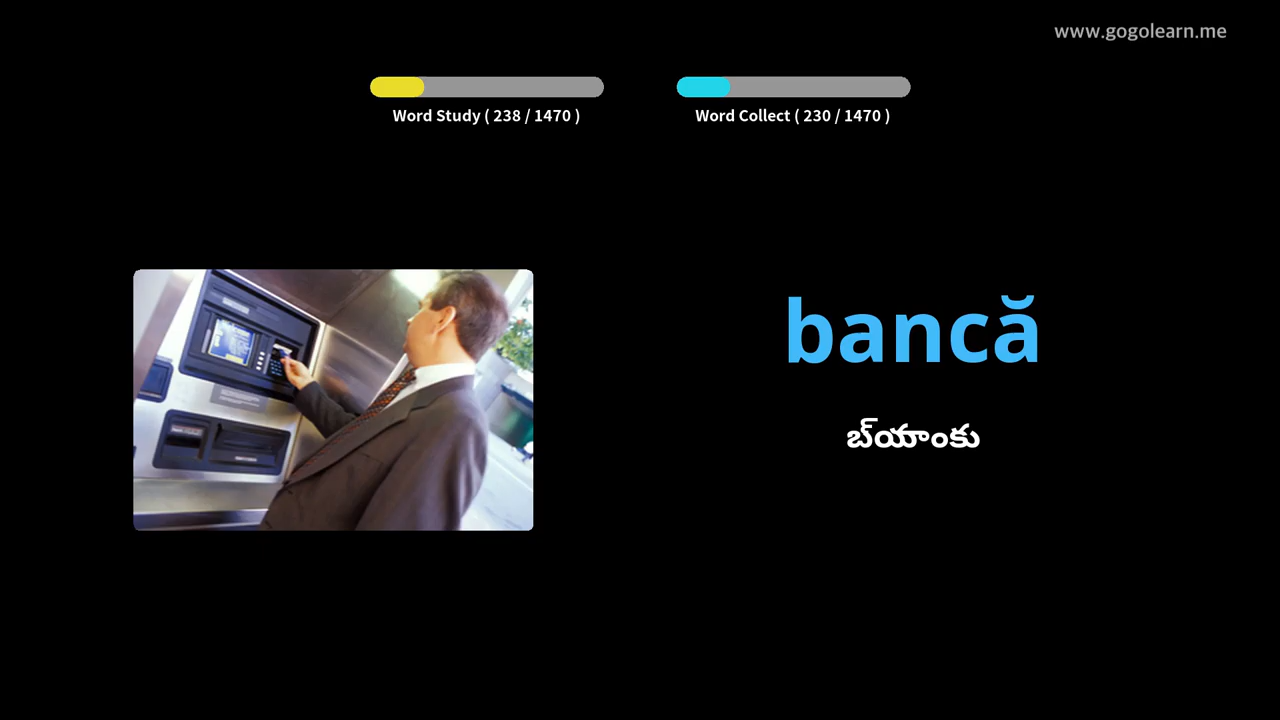 www.gogolearn.me
Word Study ( 238 / 1470 )
Word Collect ( 230 / 1470 )
bancă
బ్యాంకు